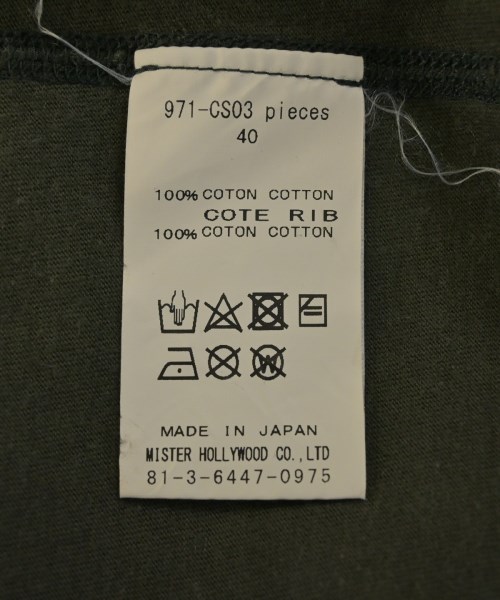 971-CS03 pieces
40
100% COTON COTTON
COTE RIB
100% COTON COTTON
W
MADE IN JAPAN
MISTER HOLLYWOOD CO.,LTD
81-3-6447-0975